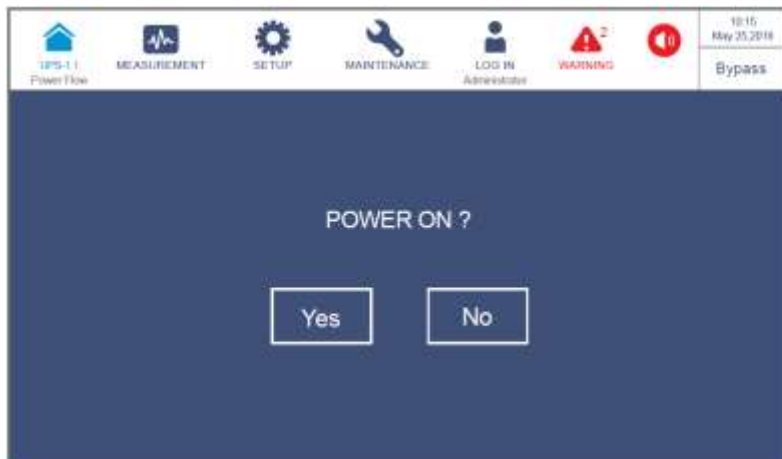 UPS-1.1
Power Flow
MEASUREMENT
SETUP
MAINTENANCE
LOG IN
Administrator
2
WARNING
10:15
May 25,2018
Bypass
POWER ON ?
Yes
No